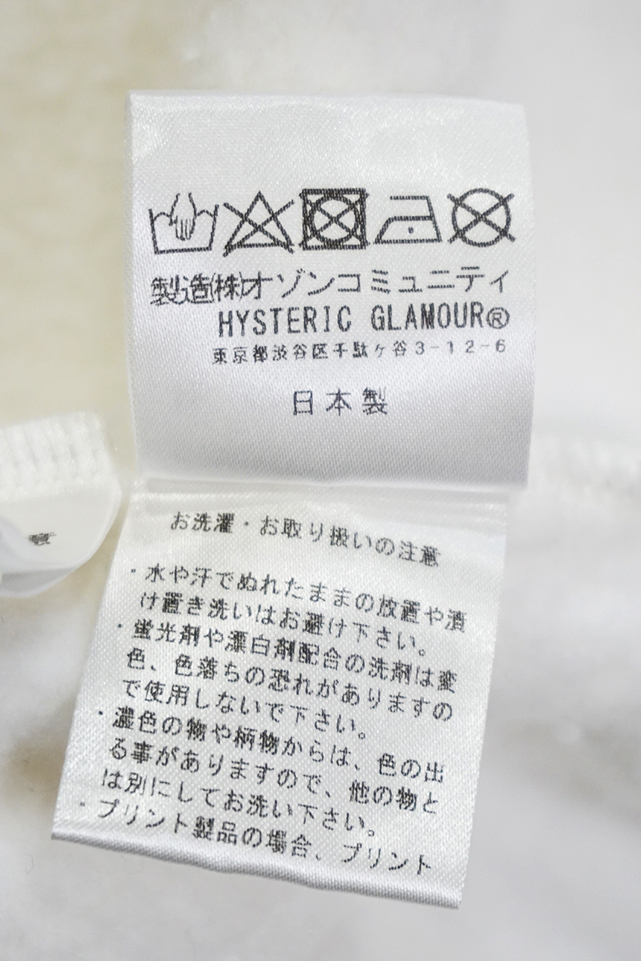 製造(株)オゾンコミュニティ
HYSTERIC GLAMOUR®
東京都渋谷区千駄ヶ谷3-12-6
日本製
お洗濯・お取り扱いの注意
・水や汗でぬれたままの放置や漬
け置き洗いはお避け下さい。
・蛍光剤や漂白剤配合の洗剤は変
色、色落ちの恐れがありますの
で使用しないで下さい。
・濃色の物や柄物からは、色の出
る事がありますので、他の物と
は別にしてお洗い下さい。
・プリント製品の場合、プリント